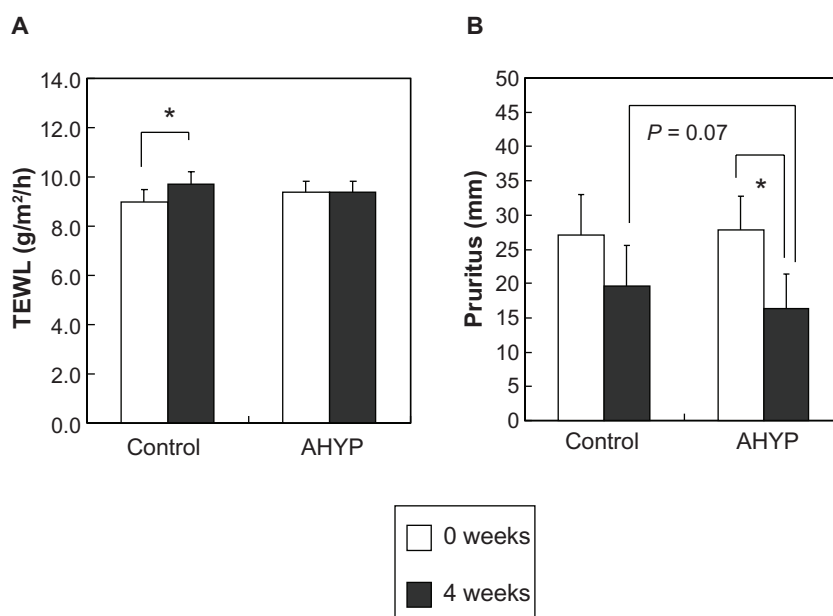 A
TEWL (g/m²/h)
14.0
12.0
10.0
8.0
6.0
4.0
2.0
0.0
*
Control
AHYP
B
Pruritus (mm)
50
45
40
35
30
25
20
15
10
5
0
P = 0.07
*
Control
AHYP
0 weeks
4 weeks